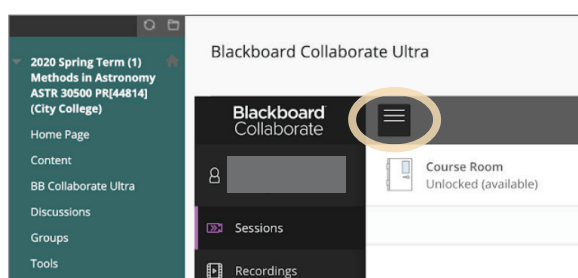 2020 Spring Term (1)
Methods in Astronomy
ASTR 30500 PR[44814]
(City College)
Home Page
Content
BB Collaborate Ultra
Discussions
Groups
Tools
Blackboard Collaborate Ultra
Blackboard
Collaborate
Sessions
Recordings
Course Room
Unlocked (available)